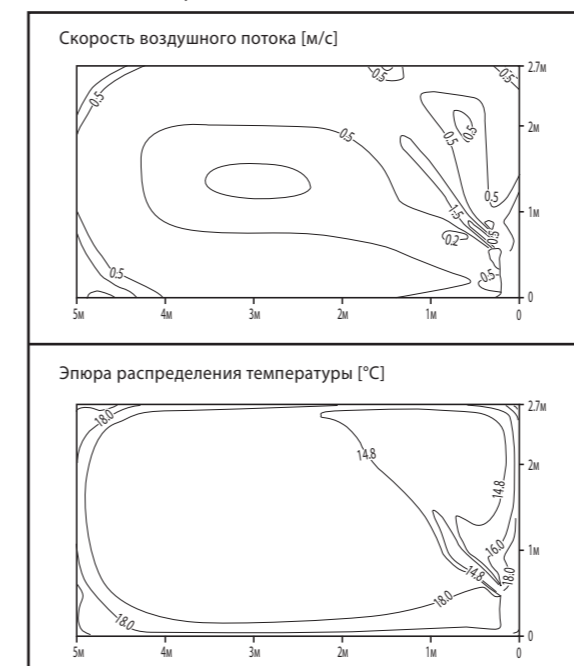 Скорость воздушного потока [м/с]
0.5
0.5
0.5
2.7м
0.5
0.5
0.5
2м
0.5
1.5
0.5
1м
0.2
0.5
0.5
0
5м 4м 3м 2м 1м 0
Эпюра распределения температуры [°C]
18.0
2.7м
14.8
2м
14.8
16.0
1м
14.8
18.0
18.0
18.0
0
5м 4м 3м 2м 1м 0